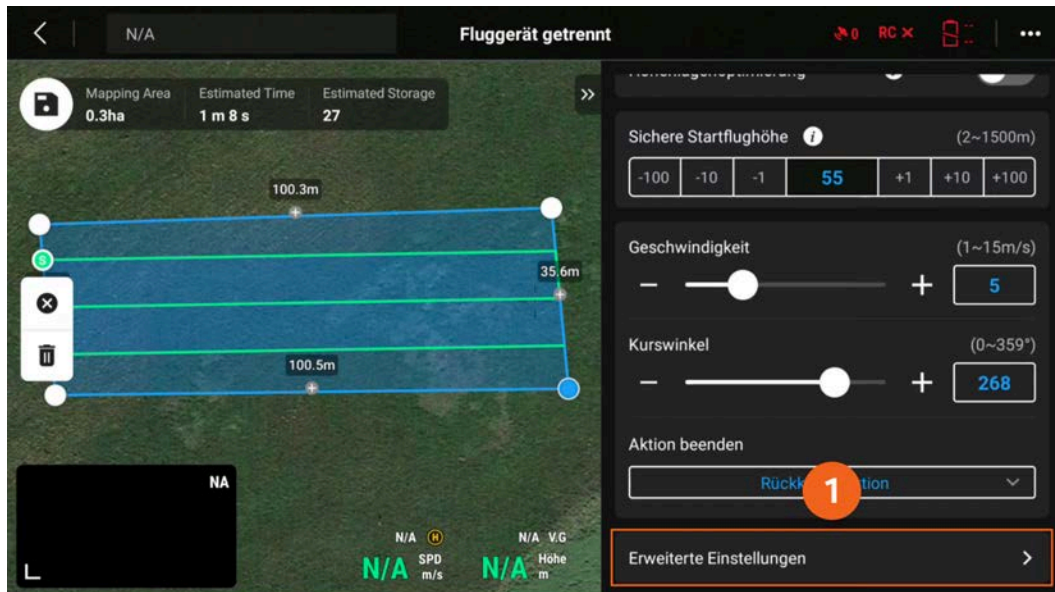 N/A
Fluggerät getrennt
0 RC
Mapping Area Estimated Time Estimated Storage
0.3ha 1 m 8 s 27
100.3m
S
35.6m
100.5m
NA
N/A H N/A V.G
N/A SPD m/s N/A Höhe m
Sichere Startflughöhe i (2~1500m)
-100 -10 -1 55 +1 +10 +100
Geschwindigkeit (1~15m/s)
5
Kurswinkel (0~359°)
268
Aktion beenden
1
Erweiterte Einstellungen